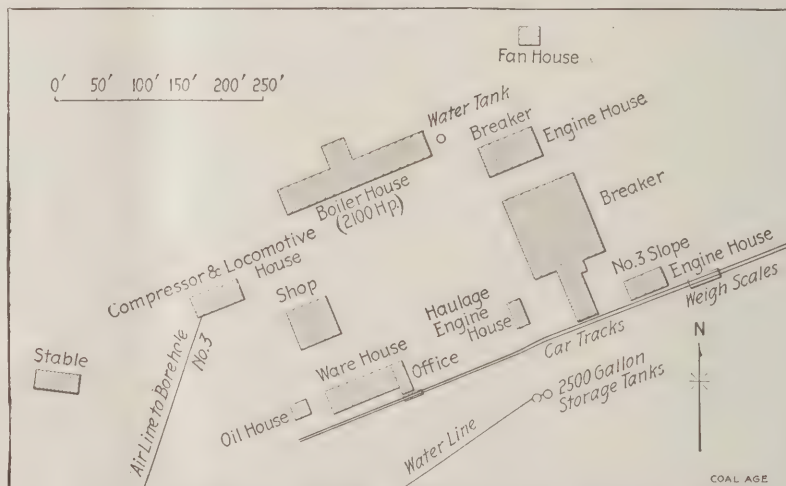 Fan House
0' 50' 100' 150' 200' 250'
Water Tank
Breaker
Engine House
Boiler House
(2100 Hp.)
Breaker
Compressor & Locomotive
House
No.3 Slope
Engine House
Weigh Scales
Shop
Haulage
Engine
House
Car Tracks
N
Stable
Air Line to Borehole
No.3
Ware House
Office
Oil House
2500 Gallon
Storage Tanks
Water Line
COAL AGE